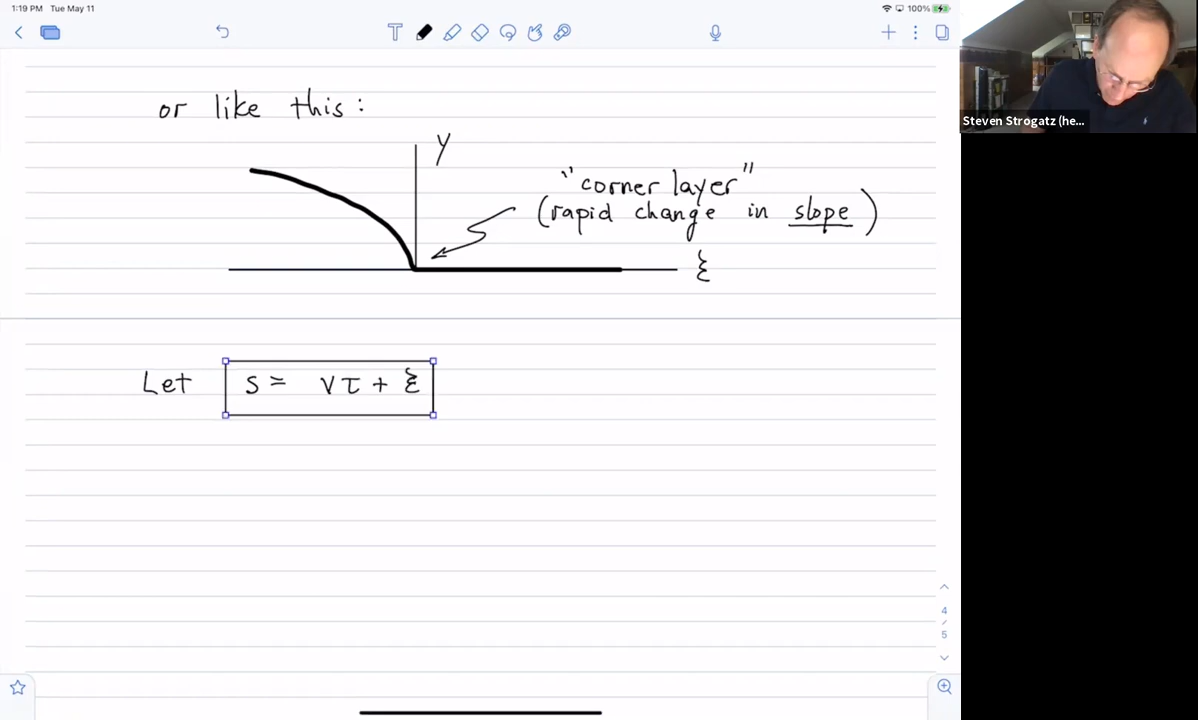 1:19 PM Tue May 11
100%
or like this:
Y
"corner layer"
(rapid change in slope)
ξ
Let s = vτ + ξ
4
/
5
Steven Strogatz (he...